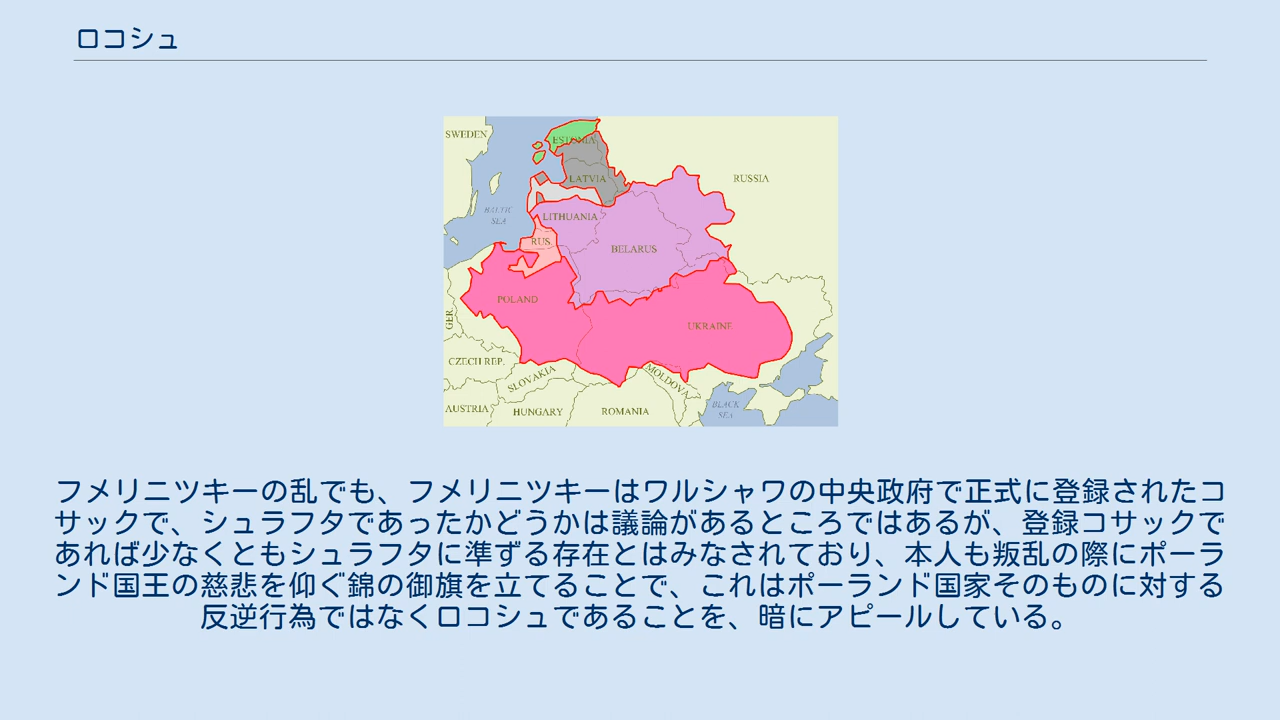 ロコシュ
SWEDEN
ESTONIA
LATVIA
RUSSIA
BALTIC
SEA
LITHUANIA
RUS.
BELARUS
POLAND
GER.
UKRAINE
CZECH REP.
SLOVAKIA
MOLDOVA
AUSTRIA
HUNGARY
ROMANIA
BLACK
SEA
フメリニツキーの乱でも、フメリニツキーはワルシャワの中央政府で正式に登録されたコ
サックで、シュラフタであったかどうかは議論があるところではあるが、登録コサックで
あれば少なくともシュラフタに準ずる存在とはみなされており、本人も叛乱の際にポーラ
ンド国王の慈悲を仰ぐ錦の御旗を立てることで、これはポーランド国家そのものに対する
反逆行為ではなくロコシュであることを、暗にアピールしている。